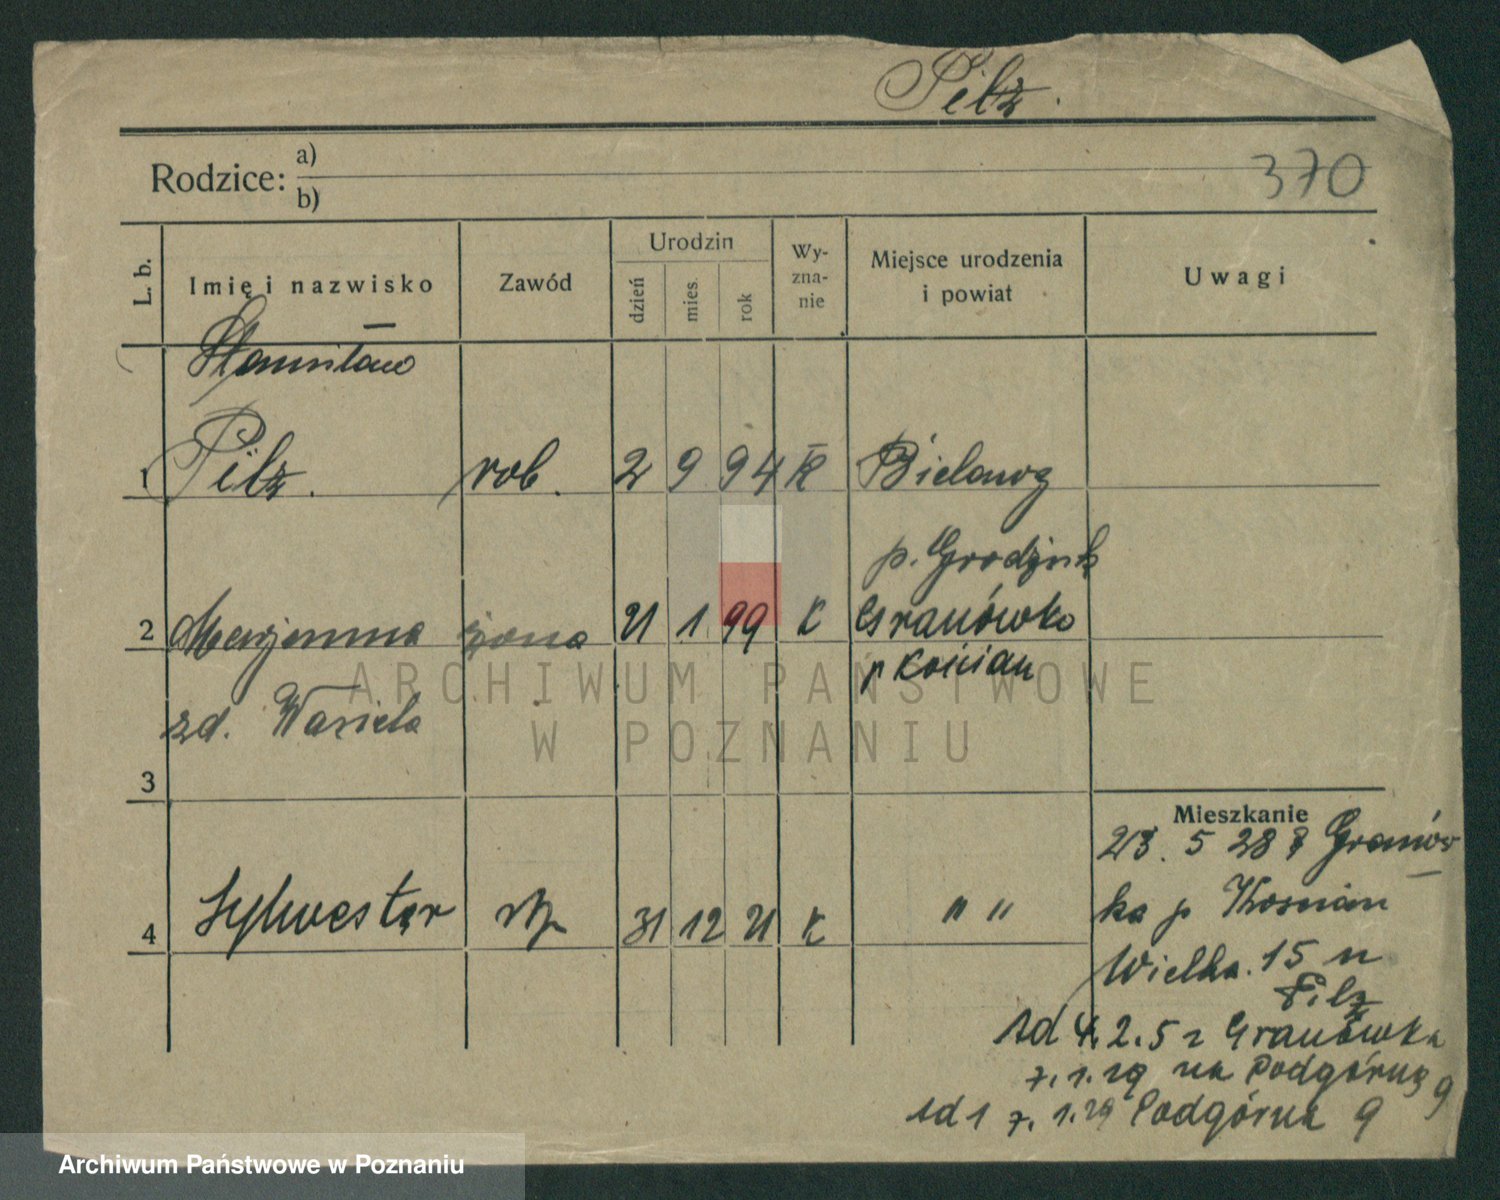 Pilz.
Rodzice: a)
b)
370
L. b.
Imię i nazwisko
Zawód
Urodzin
dzień
mies.
rok
Wy-
zna-
nie
Miejsce urodzenia
i powiat
Uwagi
Stanisław
1 Pilz. rob. 2 9 94 K
p. Grodzisk
2 Marjanna żona 21 1 99 K Granówko
p Kościan
zd. Wasiela
3
Mieszkanie
5 28 Granów-
4 Sylwester 31 12 21 K " "
ka p Kościan
Wielka. 15 u
Pilz
2.5 z Granówka
7.1.29 na Podgórną 9
7.1.29 Podgórna 9
ARCHIWUM PAŃSTWOWE
W POZNANIU
Archiwum Państwowe w Poznaniu